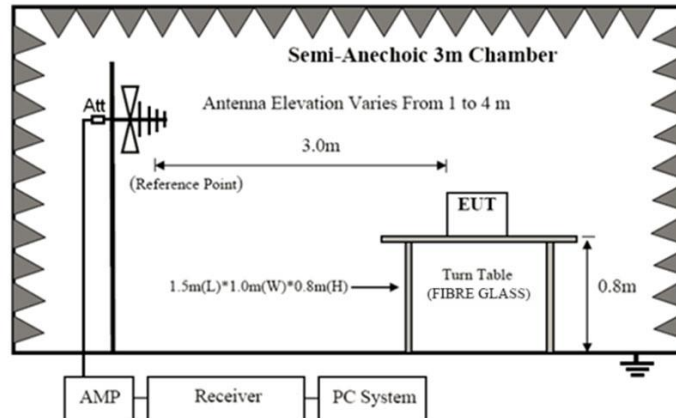 Semi-Anechoic 3m Chamber
Att
Antenna Elevation Varies From 1 to 4 m
3.0m
(Reference Point)
EUT
1.5m(L)*1.0m(W)*0.8m(H)
Turn Table
(FIBRE GLASS)
0.8m
AMP
Receiver
PC System